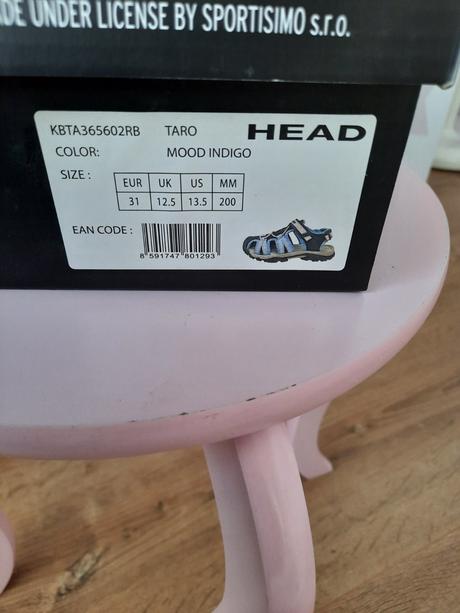 UNDER LICENSE BY SPORTISIMO s.r.o.
KBTA365602RB TARO HEAD
COLOR: MOOD INDIGO
SIZE :
EUR UK US MM
31 12.5 13.5 200
EAN CODE :
8 591747 801293